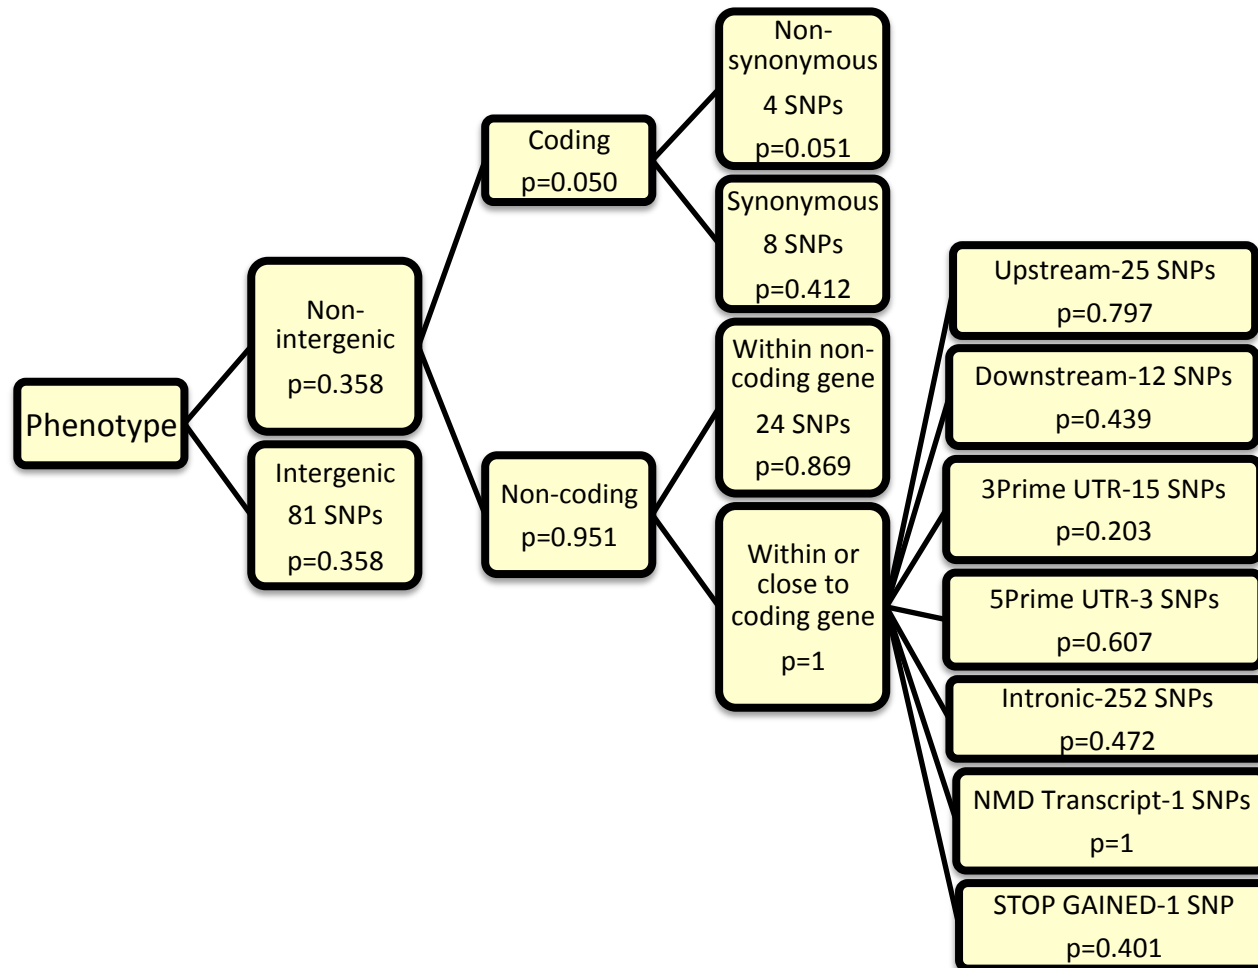 Phenotype
Non-
intergenic
p=0.358
Intergenic
81 SNPs
p=0.358
Coding
p=0.050
Non-coding
p=0.951
Non-
synonymous
4 SNPs
p=0.051
Synonymous
8 SNPs
p=0.412
Within non-
coding gene
24 SNPs
p=0.869
Within or
close to
coding gene
p=1
Upstream-25 SNPs
p=0.797
Downstream-12 SNPs
p=0.439
3Prime UTR-15 SNPs
p=0.203
5Prime UTR-3 SNPs
p=0.607
Intronic-252 SNPs
p=0.472
NMD Transcript-1 SNPs
p=1
STOP GAINED-1 SNP
p=0.401